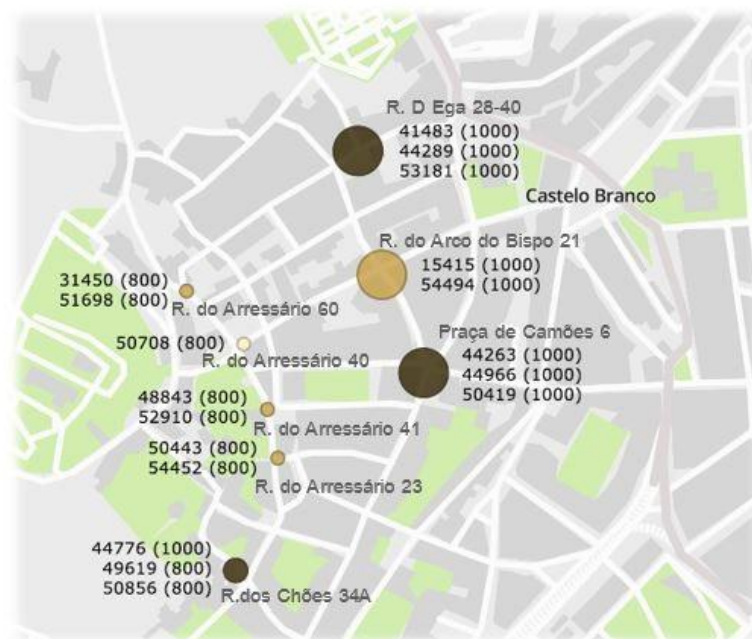 R. D Ega 28-40
41483 (1000)
44289 (1000)
53181 (1000)
Castelo Branco
R. do Arco do Bispo 21
15415 (1000)
54494 (1000)
31450 (800)
51698 (800)
R. do Arressário 60
Praça de Camões 6
44263 (1000)
44966 (1000)
50419 (1000)
50708 (800)
R. do Arressário 40
48843 (800)
52910 (800)
R. do Arressário 41
50443 (800)
54452 (800)
R. do Arressário 23
44776 (1000)
49619 (800)
50856 (800)
R.dos Chões 34A